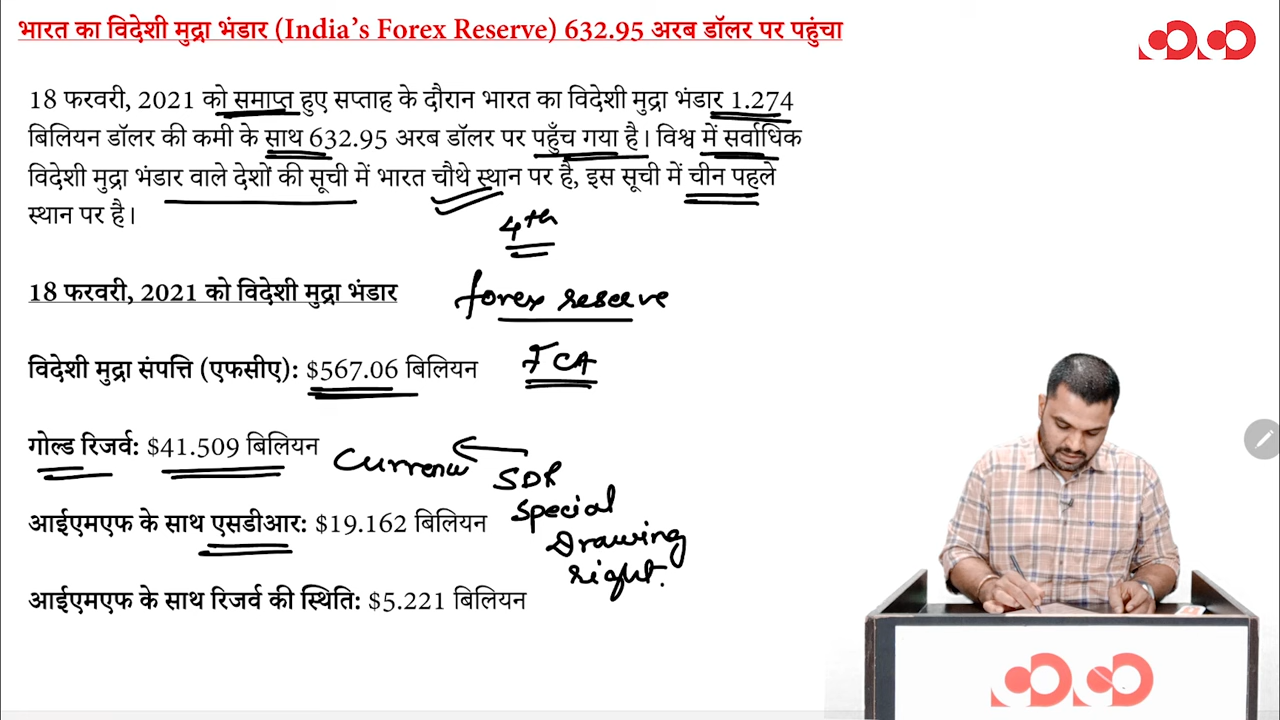 भारत का विदेशी मुद्रा भंडार (India's Forex Reserve) 632.95 अरब डॉलर पर पहुंचा
18 फरवरी, 2021 को समाप्त हुए सप्ताह के दौरान भारत का विदेशी मुद्रा भंडार 1.274
बिलियन डॉलर की कमी के साथ 632.95 अरब डॉलर पर पहुँच गया है। विश्व में सर्वाधिक
विदेशी मुद्रा भंडार वाले देशों की सूची में भारत चौथे स्थान पर है, इस सूची में चीन पहले
स्थान पर है।
4th
18 फरवरी, 2021 को विदेशी मुद्रा भंडार
forex reserve
विदेशी मुद्रा संपत्ति (एफसीए): $567.06 बिलियन
FCA
गोल्ड रिजर्व: $41.509 बिलियन
SDR
Special
आईएमएफ के साथ एसडीआर: $19.162 बिलियन
Drawing
right.
आईएमएफ के साथ रिजर्व की स्थिति: $5.221 बिलियन